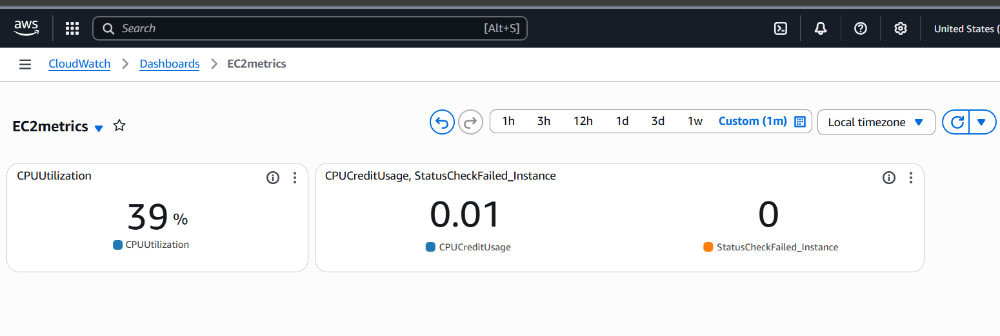 aws
Search [Alt+S]
United States (
CloudWatch Dashboards EC2metrics
EC2metrics
1h 3h 12h 1d 3d 1w Custom (1m) Local timezone
CPUUtilization
39 %
CPUUtilization
CPUCreditUsage, StatusCheckFailed_Instance
0.01
CPUCreditUsage
0
StatusCheckFailed_Instance